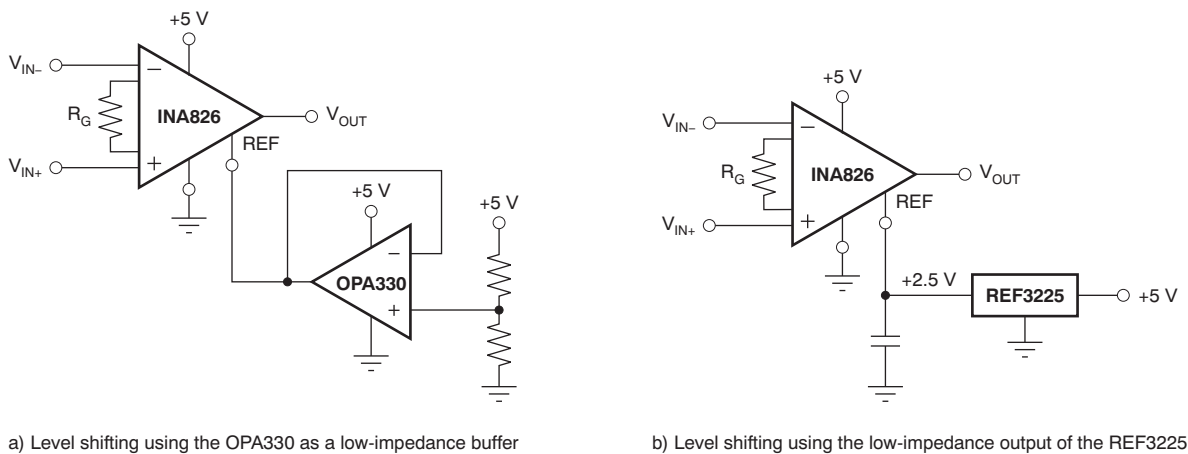 +5 V
V_IN–
R_G
INA826
V_OUT
REF
V_IN+
–
+
+5 V
+5 V
–
OPA330
+
a) Level shifting using the OPA330 as a low-impedance buffer
+5 V
V_IN–
–
R_G
INA826
V_OUT
REF
V_IN+
+
+2.5 V
REF3225
+5 V
b) Level shifting using the low-impedance output of the REF3225